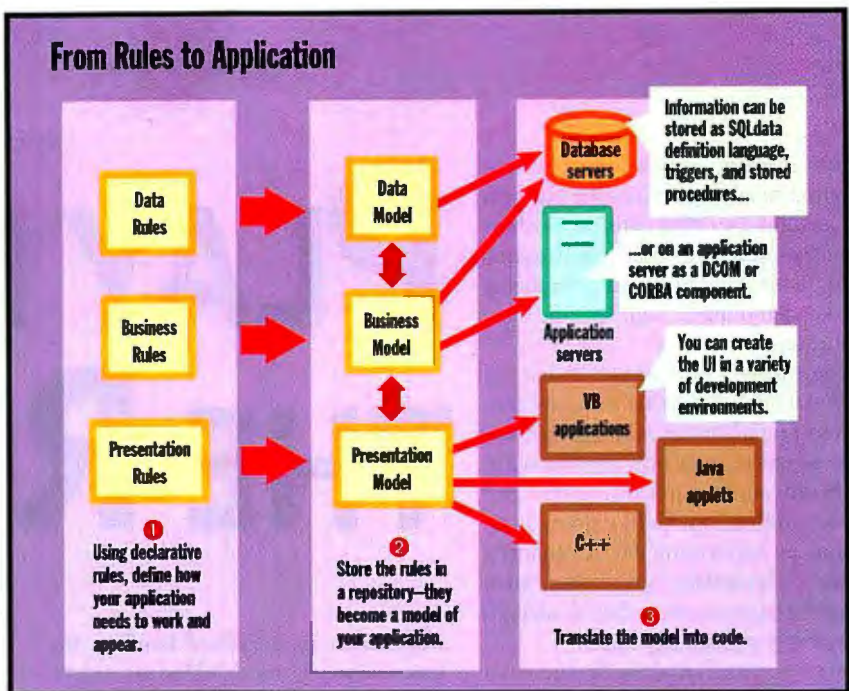 From Rules to Application
Data
Rules
Business
Rules
Presentation
Rules
1
Using declarative
rules, define how
your application
needs to work and
appear.
Data
Model
Business
Model
Presentation
Model
2
Store the rules in
a repository—they
become a model of
your application.
Database
servers
Information can be
stored as SQLdata
definition language,
triggers, and stored
procedures...
...or on an application
server as a DCOM or
CORBA component.
Application
servers
You can create
the UI in a variety
of development
environments.
VB
applications
Java
applets
C++
3
Translate the model into code.